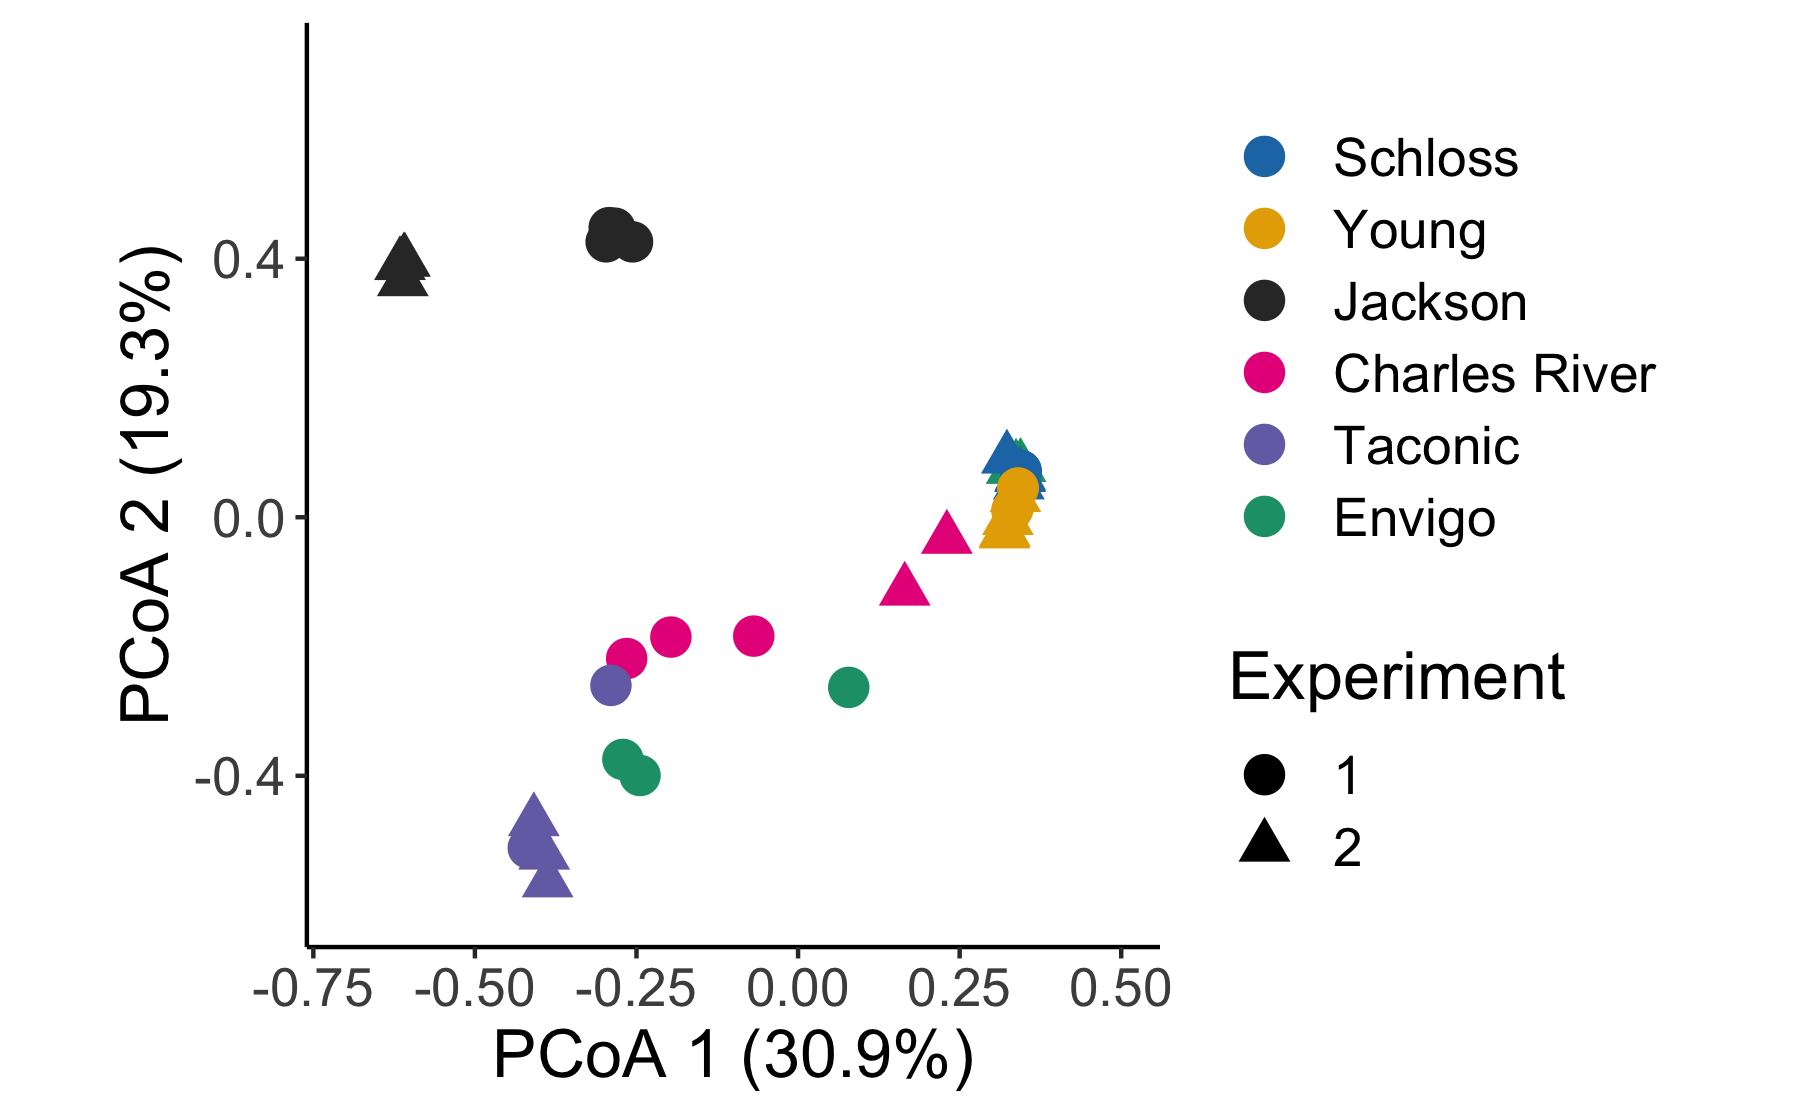 PCoA 2 (19.3%)
0.4
0.0
-0.4
-0.75 -0.50 -0.25 0.00 0.25 0.50
PCoA 1 (30.9%)
Schloss
Young
Jackson
Charles River
Taconic
Envigo
Experiment
1
2